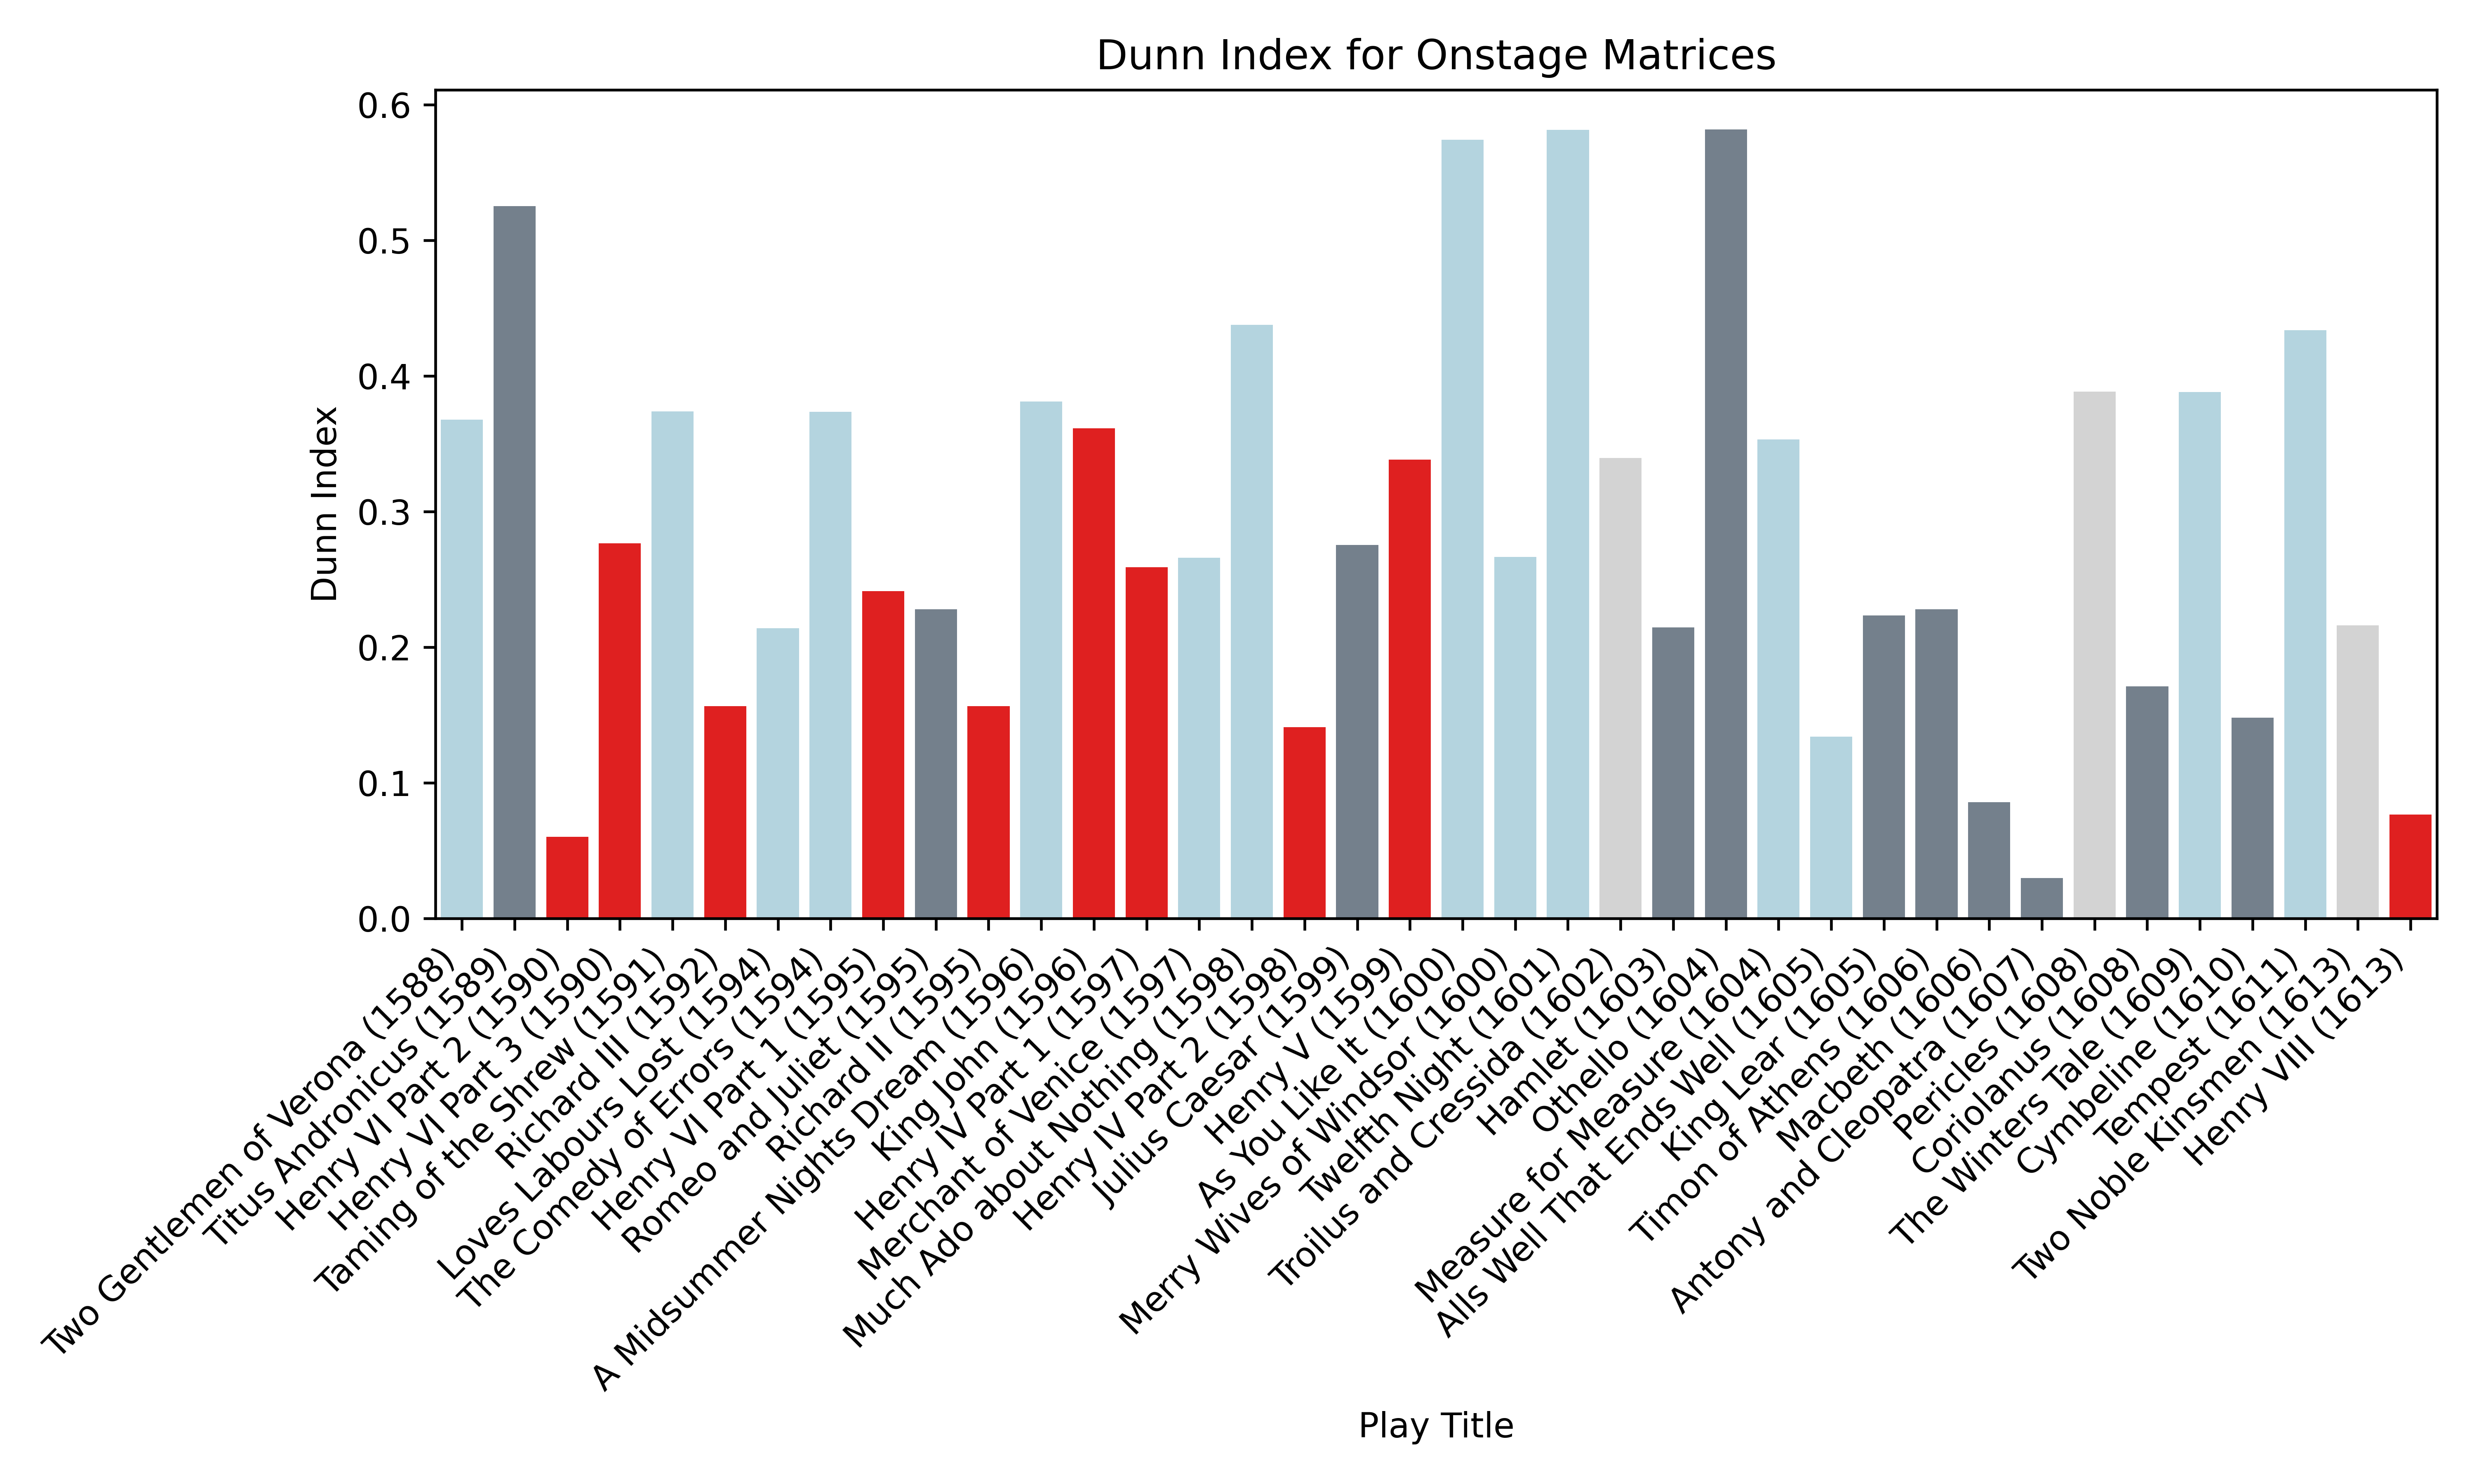 Dunn Index for Onstage Matrices
0.6
0.5
0.4
0.3
0.2
0.1
0.0
Dunn Index
Two Gentlemen of Verona (1588)
Titus Andronicus (1589)
Henry VI Part 2 (1590)
Henry VI Part 3 (1590)
Taming of the Shrew (1591)
Richard III (1592)
Loves Labours Lost (1594)
The Comedy of Errors (1594)
Henry VI Part 1 (1595)
Romeo and Juliet (1595)
Richard II (1595)
A Midsummer Nights Dream (1596)
King John (1596)
Henry IV Part 1 (1597)
Merchant of Venice (1597)
Much Ado about Nothing (1598)
Henry IV Part 2 (1598)
Julius Caesar (1599)
Henry V (1599)
As You Like It (1600)
Merry Wives of Windsor (1600)
Twelfth Night (1601)
Troilus and Cressida (1602)
Hamlet (1603)
Othello (1604)
Measure for Measure (1604)
Alls Well That Ends Well (1605)
King Lear (1605)
Timon of Athens (1606)
Macbeth (1606)
Antony and Cleopatra (1607)
Pericles (1608)
Coriolanus (1608)
The Winters Tale (1609)
Cymbeline (1610)
Tempest (1611)
Two Noble Kinsmen (1613)
Henry VIII (1613)
Play Title